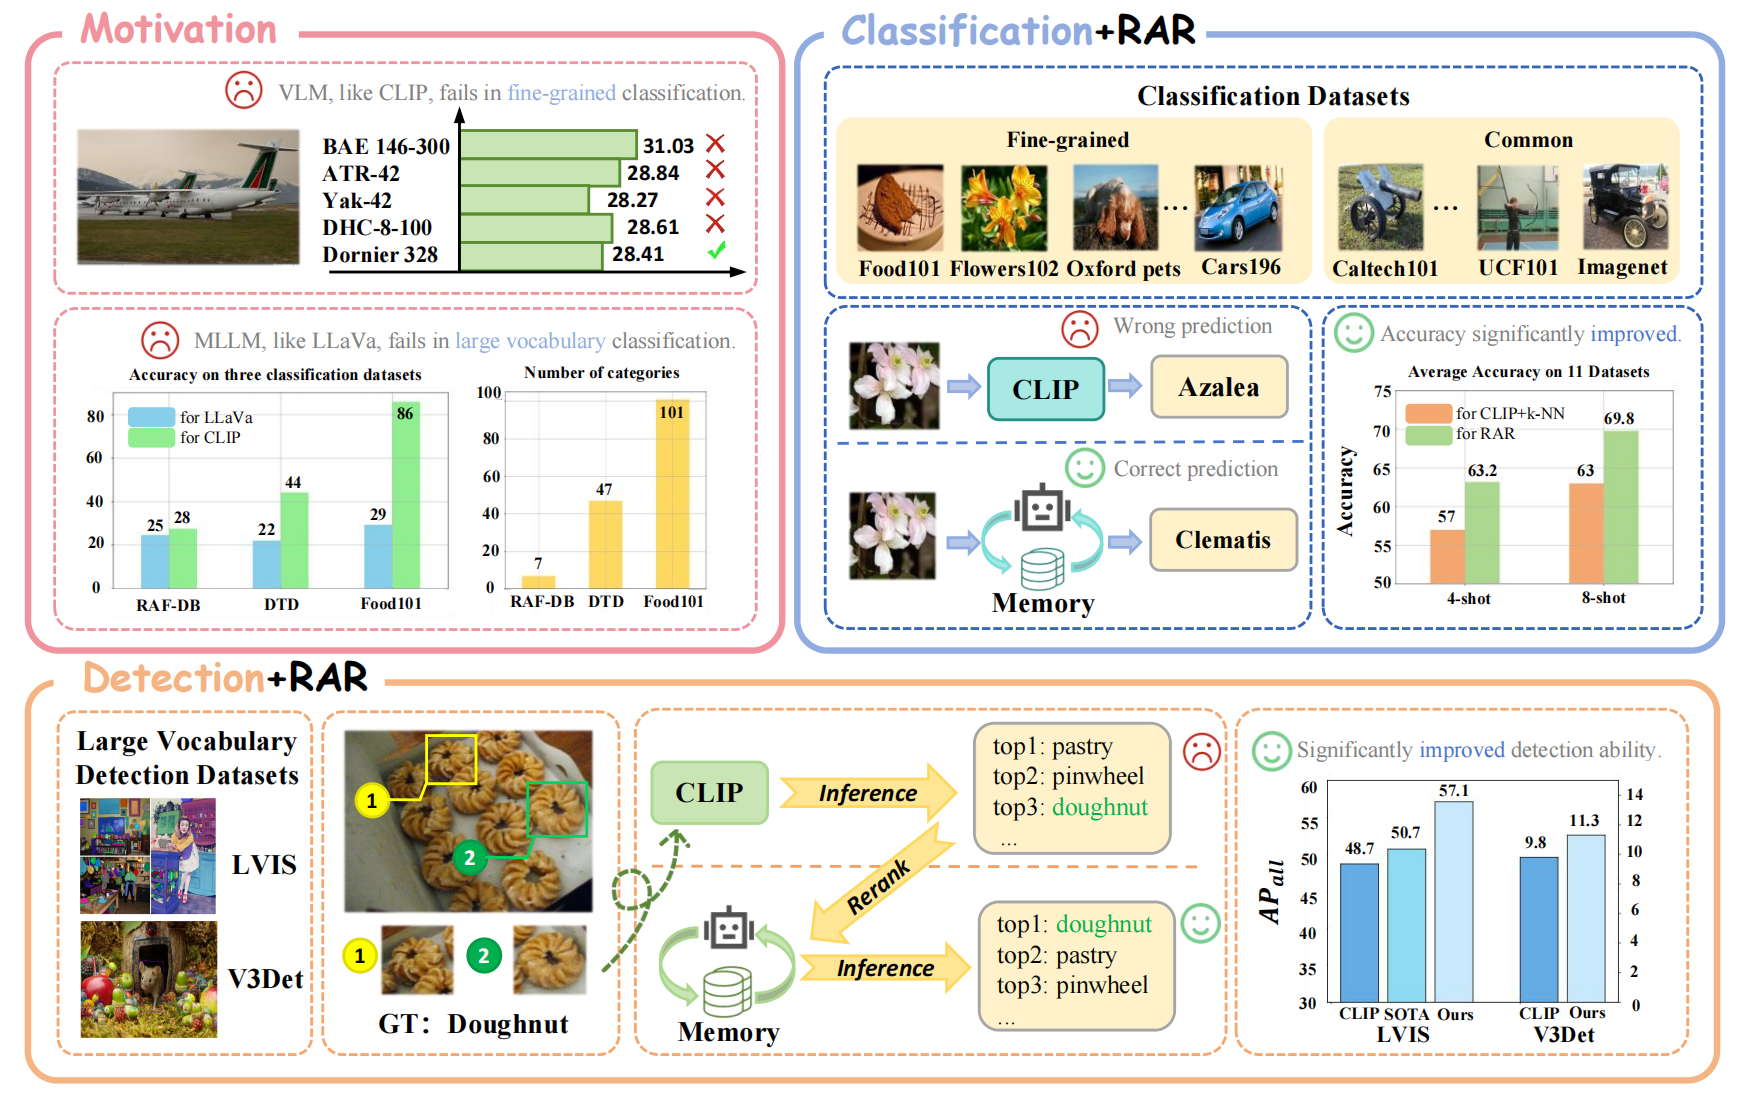 Motivation
VLM, like CLIP, fails in fine-grained classification.
BAE 146-300 31.03
ATR-42 28.84
Yak-42 28.27
DHC-8-100 28.61
Dornier 328 28.41
MLLM, like LLaVa, fails in large vocabulary classification.
Accuracy on three classification datasets
for LLaVa
for CLIP
80
60
40
20
0
25 28
22 44
29 86
RAF-DB DTD Food101
Number of categories
100
80
60
40
20
0
7 47 101
RAF-DB DTD Food101
Classification+RAR
Classification Datasets
Fine-grained
Food101 Flowers102 Oxford pets ... Cars196
Common
Caltech101 ... UCF101 Imagenet
Wrong prediction
CLIP
Azalea
Correct prediction
Memory
Clematis
Accuracy significantly improved.
Average Accuracy on 11 Datasets
for CLIP+k-NN
for RAR
Accuracy
75
70
65
60
55
50
57 63.2
63 69.8
4-shot 8-shot
Detection+RAR
Large Vocabulary
Detection Datasets
LVIS
V3Det
1
2
1 2
GT: Doughnut
CLIP
Inference
top1: pastry
top2: pinwheel
top3: doughnut
...
Rerank
Memory
Inference
top1: doughnut
top2: pastry
top3: pinwheel
...
Significantly improved detection ability.
APall
60
55
50
45
40
35
30
48.7 50.7 57.1
9.8 11.3
14
12
10
8
6
4
2
0
CLIP SOTA Ours CLIP Ours
LVIS V3Det